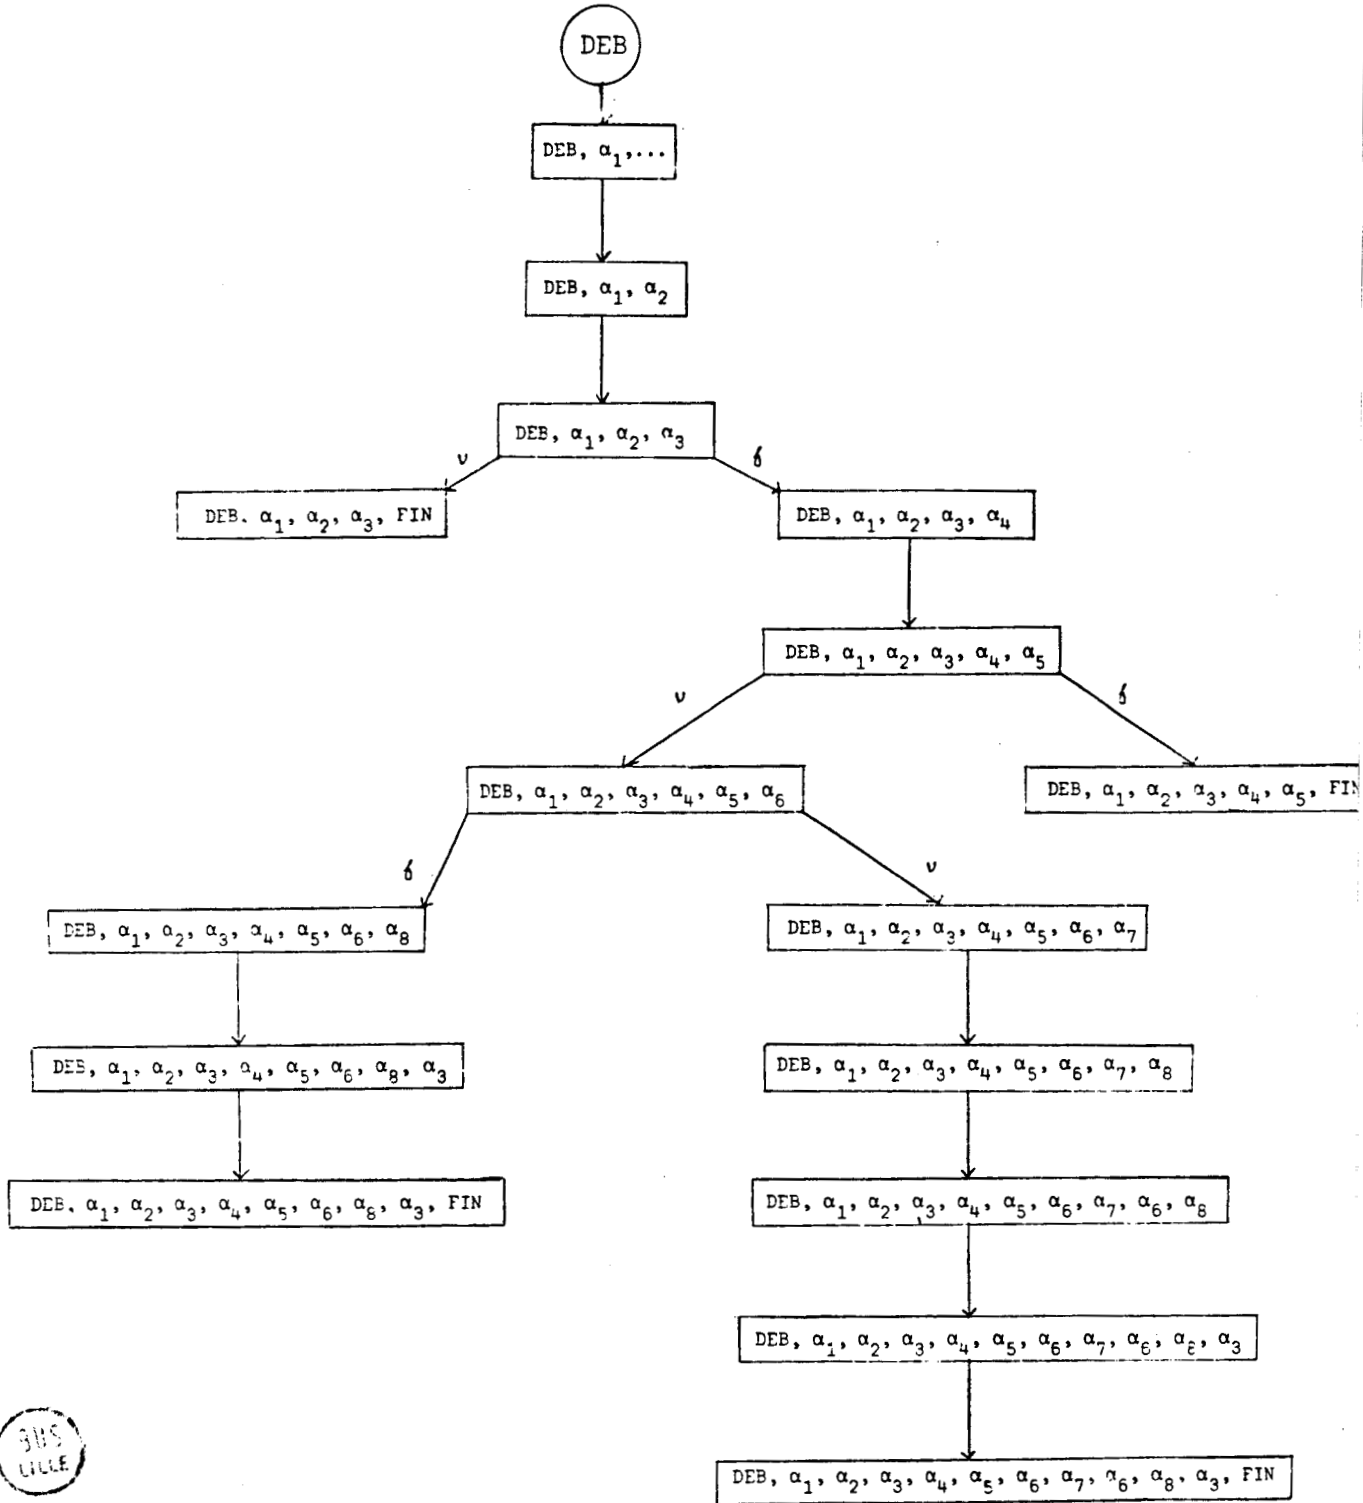 DEB
DEB, α1,...
DEB, α1, α2
DEB, α1, α2, α3
v
f
DEB. α1, α2, α3, FIN
DEB, α1, α2, α3, α4
DEB, α1, α2, α3, α4, α5
v
f
DEB, α1, α2, α3, α4, α5, α6
DEB, α1, α2, α3, α4, α5, FIN
f
v
DEB, α1, α2, α3, α4, α5, α6, α8
DEB, α1, α2, α3, α4, α5, α6, α7
DEB, α1, α2, α3, α4, α5, α6, α8, α3
DEB, α1, α2, α3, α4, α5, α6, α7, α8
DEB. α1, α2, α3, α4, α5, α6, α8, α3, FIN
DEB, α1, α2, α3, α4, α5, α6, α7, α6, α8
DEB, α1, α2, α3, α4, α5, α6, α7, α6, α8, α3
DEB, α1, α2, α3, α4, α5, α6, α7, α6, α8, α3, FIN
BUS
LILLE